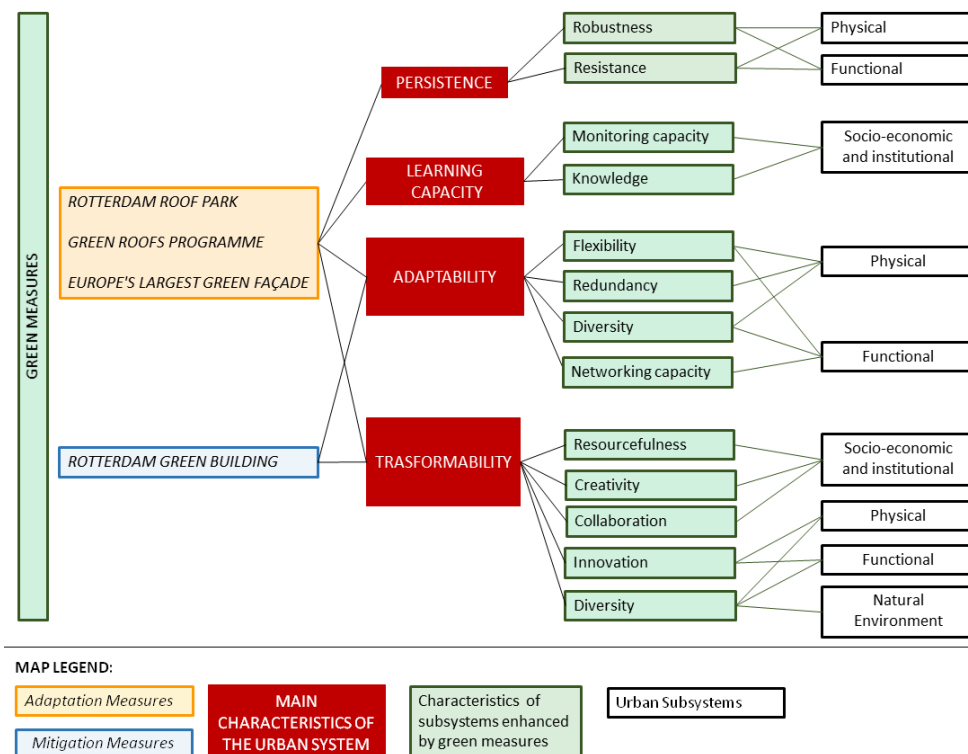 GREEN MEASURES
ROTTERDAM ROOF PARK
GREEN ROOFS PROGRAMME
EUROPE'S LARGEST GREEN FAÇADE
ROTTERDAM GREEN BUILDING
PERSISTENCE
LEARNING
CAPACITY
ADAPTABILITY
TRASFORMABILITY
Robustness
Resistance
Monitoring capacity
Knowledge
Flexibility
Redundancy
Diversity
Networking capacity
Resourcefulness
Creativity
Collaboration
Innovation
Diversity
Physical
Functional
Socio-economic
and institutional
Physical
Functional
Socio-economic
and institutional
Physical
Functional
Natural
Environment
MAP LEGEND:
Adaptation Measures
Mitigation Measures
MAIN
CHARACTERISTICS OF
THE URBAN SYSTEM
Characteristics of
subsystems enhanced
by green measures
Urban Subsystems